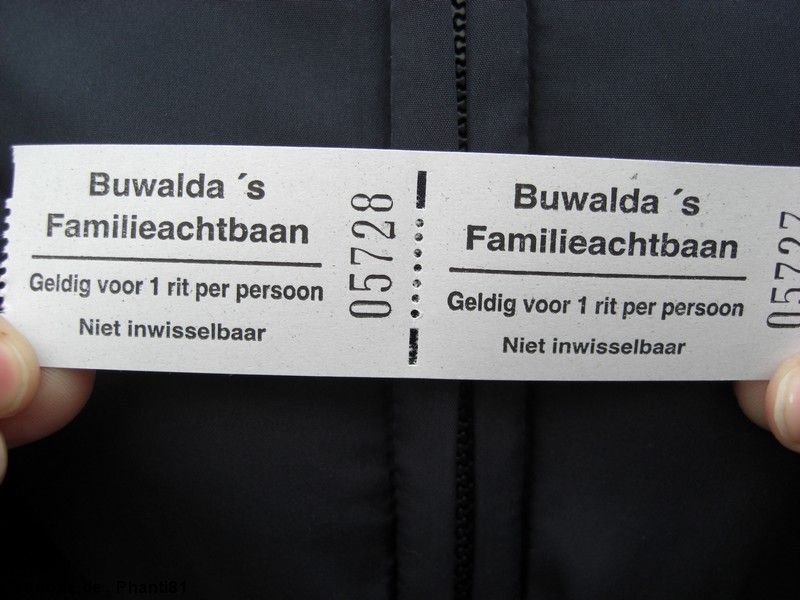 Buwalda ´s
Familieachtbaan
Geldig voor 1 rit per persoon
Niet inwisselbaar
05728
Buwalda ´s
Familieachtbaan
Geldig voor 1 rit per persoon
Niet inwisselbaar
05727
Phanti81